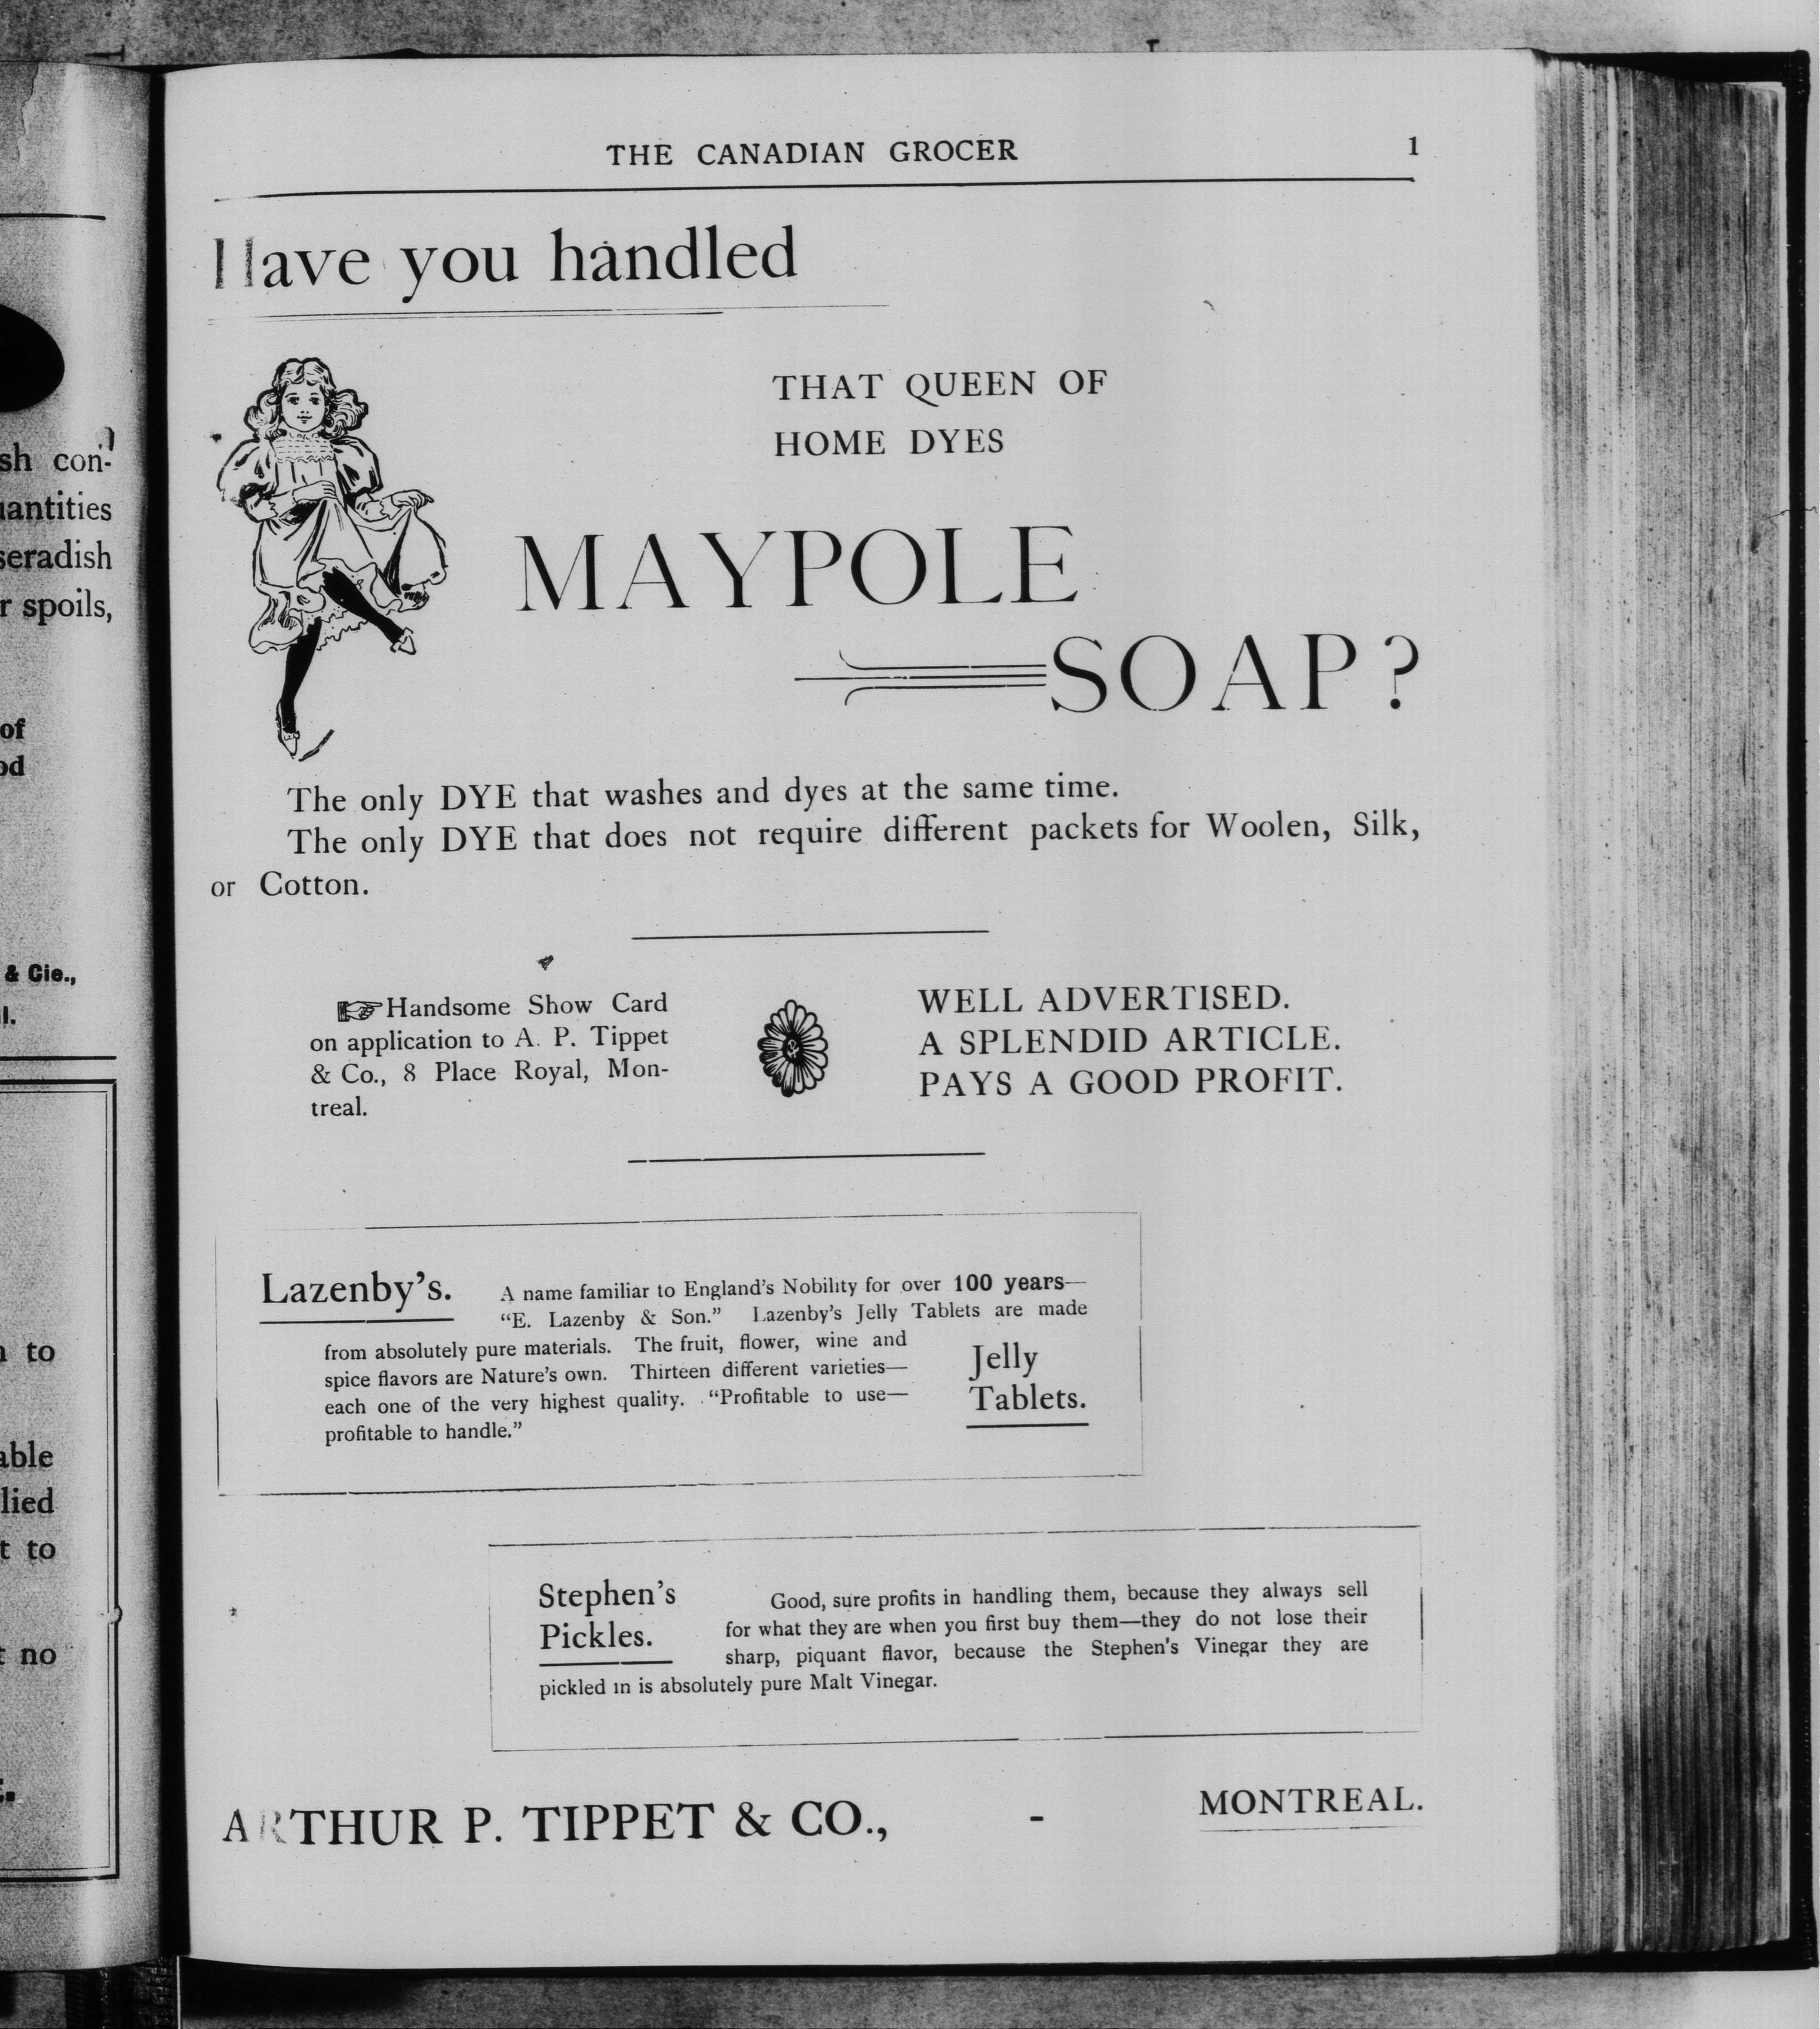 sh con-
uantities
seradish
r spoils,
of
od
& Cie.,
l.
n to
able
lied
t to
t no
THE CANADIAN GROCER 1
Have you handled
THAT QUEEN OF
HOME DYES
MAYPOLE
SOAP?
The only DYE that washes and dyes at the same time.
The only DYE that does not require different packets for Woolen, Silk,
or Cotton.
☞Handsome Show Card
on application to A. P. Tippet
& Co., 8 Place Royal, Mon-
treal.
WELL ADVERTISED.
A SPLENDID ARTICLE.
PAYS A GOOD PROFIT.
Lazenby's. A name familiar to England's Nobility for over 100 years—
"E. Lazenby & Son." Lazenby's Jelly Tablets are made
from absolutely pure materials. The fruit, flower, wine and
spice flavors are Nature's own. Thirteen different varieties—
each one of the very highest quality. "Profitable to use—
profitable to handle."
Jelly
Tablets.
Stephen's
Pickles.
Good, sure profits in handling them, because they always sell
for what they are when you first buy them—they do not lose their
sharp, piquant flavor, because the Stephen's Vinegar they are
pickled in is absolutely pure Malt Vinegar.
ARTHUR P. TIPPET & CO., - MONTREAL.